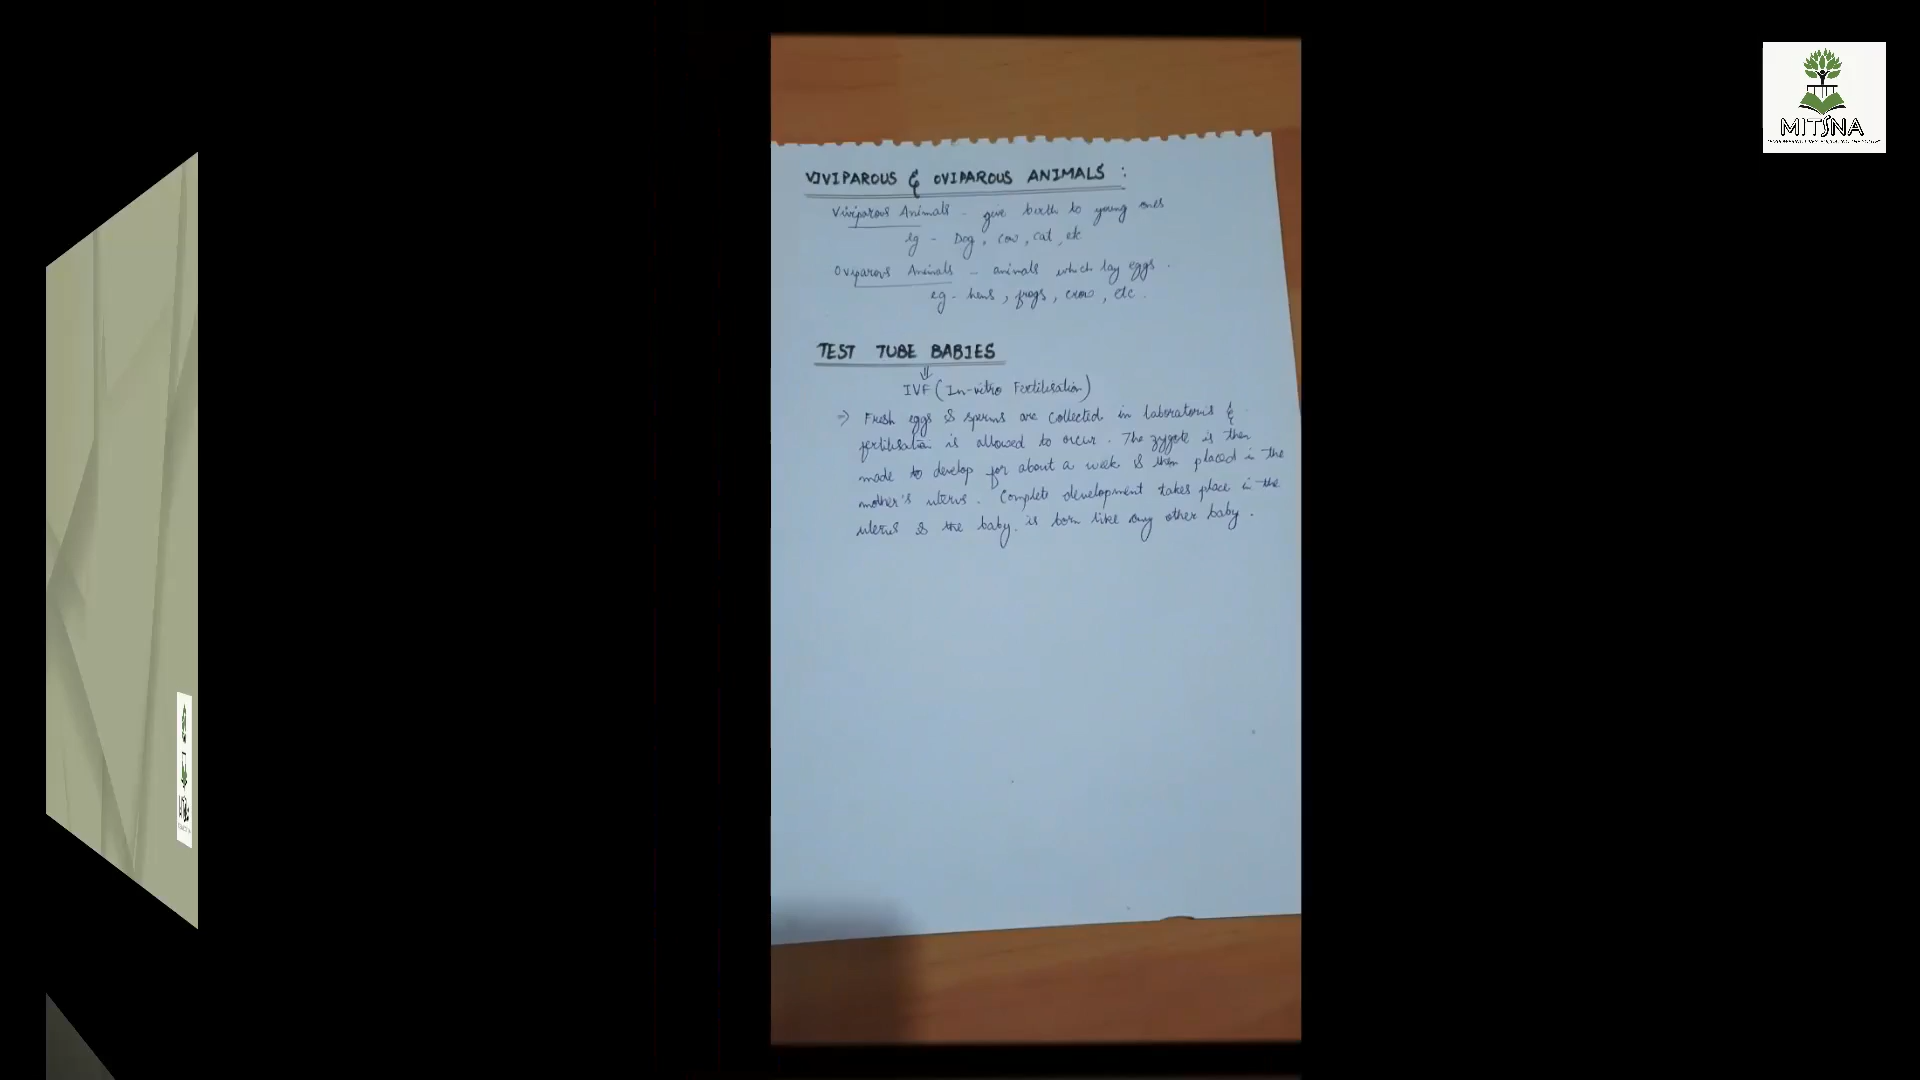 VIVIPAROUS & OVIPAROUS ANIMALS :
Viviparous Animals - give birth to young ones
eg - Dog, cow, cat, etc
Oviparous Animals - animals which lay eggs.
eg - hens, frogs, crow, etc.
TEST TUBE BABIES
⇓
IVF (In-vitro Fertilisation)
⇒ Fresh eggs & sperms are collected in laboratories &
fertilisation is allowed to occur. The zygote is then
made to develop for about a week & then placed in the
mother's uterus. Complete development takes place in the
uterus & the baby is born like any other baby.
MITSNA